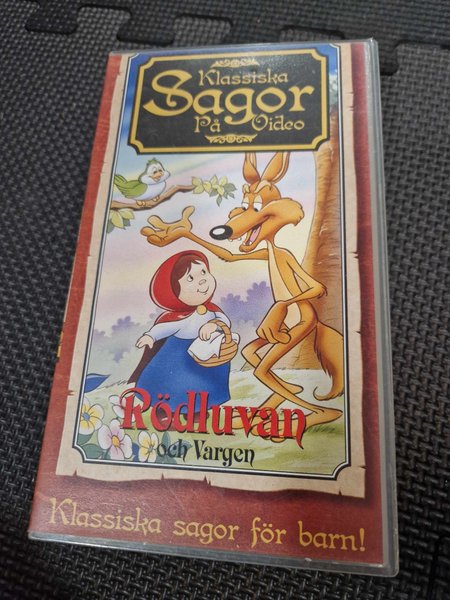 Klassiska
Sagor
På Video
Rödluvan
och Vargen
Klassiska sagor för barn!